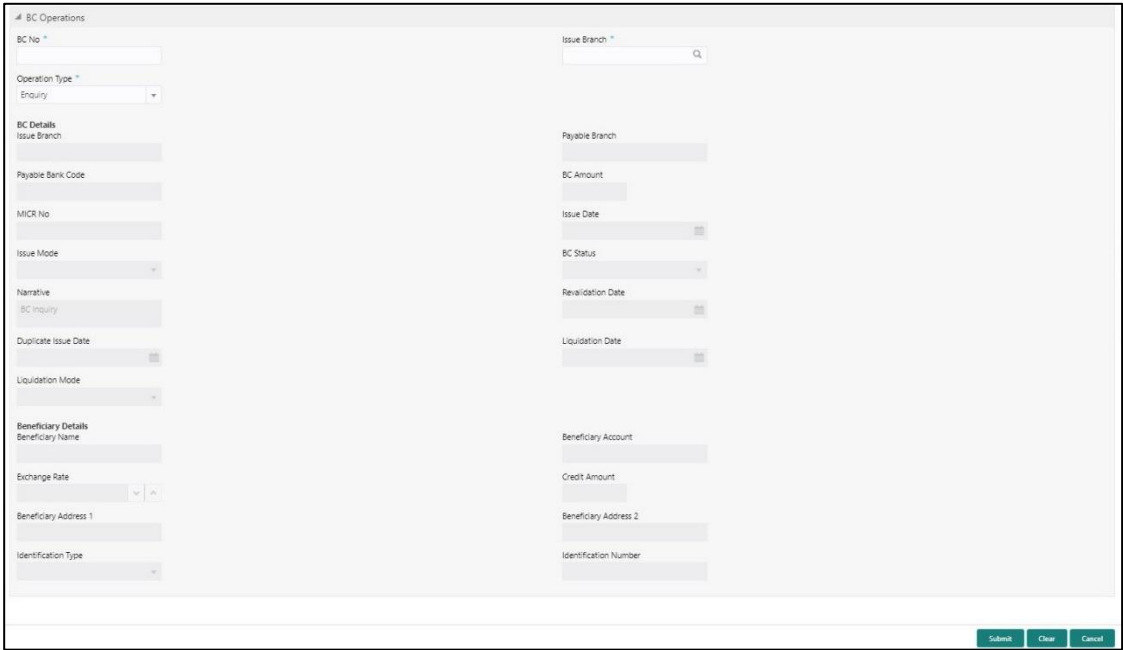 BC Operations
BC No *
Issue Branch *
Operation Type *
Enquiry
BC Details
Issue Branch
Payable Branch
Payable Bank Code
BC Amount
MICR No
Issue Date
Issue Mode
BC Status
Narrative
Revalidation Date
BC Inquiry
Duplicate Issue Date
Liquidation Date
Liquidation Mode
Beneficiary Details
Beneficiary Name
Beneficiary Account
Exchange Rate
Credit Amount
Beneficiary Address 1
Beneficiary Address 2
Identification Type
Identification Number
Submit Clear Cancel